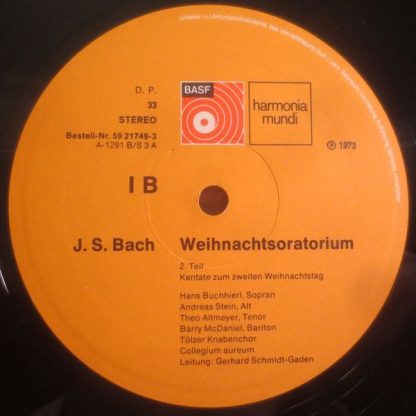 Urheber- u. Leistungsschutzrechte
D. P.
33
STEREO
Bestell-Nr. 59 21749-3
A-1291 B/S 3 A
BASF
harmonia
mundi
Ⓟ 1973
I B
J. S. Bach Weihnachtsoratorium
2. Teil
Kantate zum zweiten Weihnachtstag
Hans Buchhierl, Sopran
Andreas Stein, Alt
Theo Altmeyer, Tenor
Barry McDaniel, Bariton
Tölzer Knabenchor
Collegium aureum
Leitung: Gerhard Schmidt-Gaden